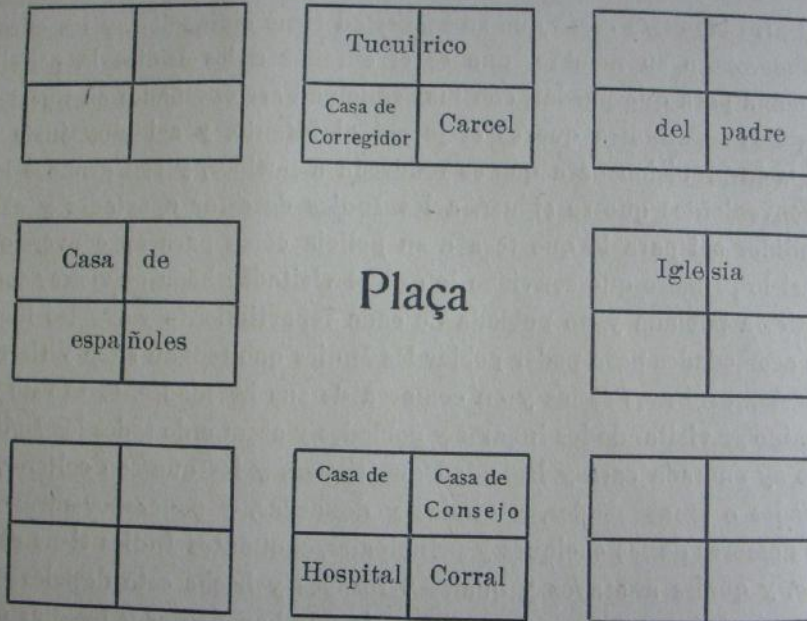 Tucuirico
Casa de
Corregidor
Carcel
del padre
Casa de
españoles
Plaça
Iglesia
Casa de
Casa de
Consejo
Hospital
Corral